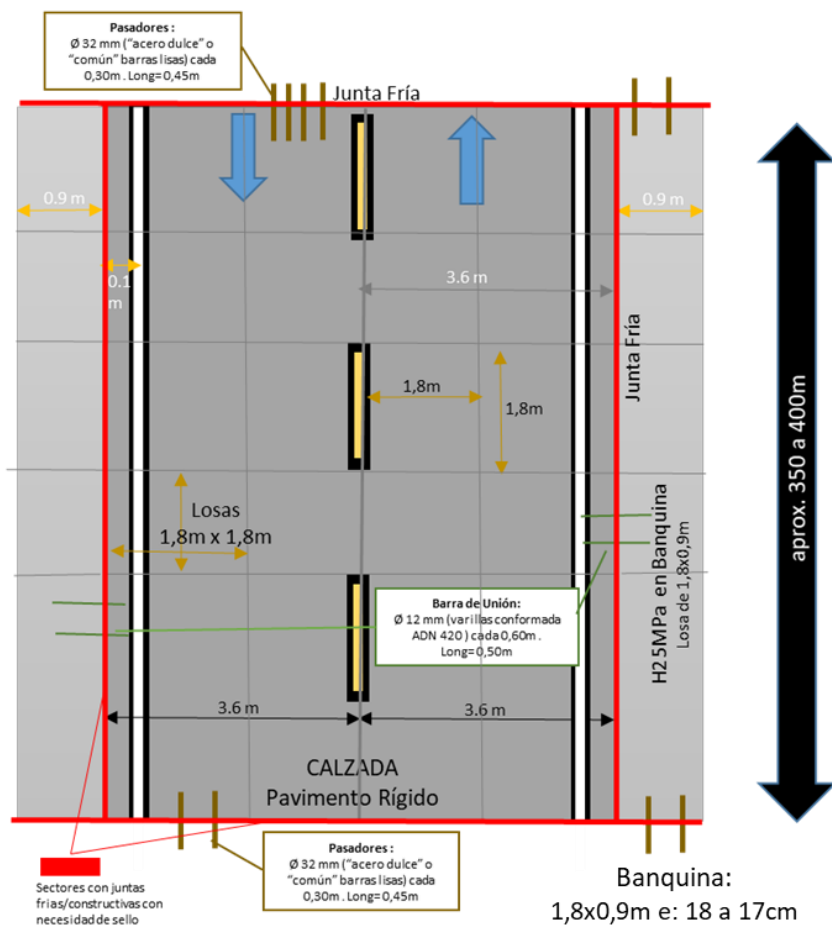 Pasadores :
Ø 32 mm ("acero dulce" o
"común" barras lisas) cada
0,30m . Long= 0,45m
Junta Fría
0.9 m
0.9 m
0.1
m
3.6 m
Junta Fría
1,8m
1,8m
aprox. 350 a 400m
Losas
1,8m x 1,8m
H25MPa en Banquina
Losa de 1,8x0,9m
Barra de Unión:
Ø 12 mm (varillas conformada
ADN 420 ) cada 0,60m .
Long= 0,50m
3.6 m
3.6 m
CALZADA
Pavimento Rígido
Pasadores :
Ø 32 mm ("acero dulce" o
"común" barras lisas) cada
0,30m . Long= 0,45m
Sectores con juntas
frias/constructivas con
necesidad de sello
Banquina:
1,8x0,9m e: 18 a 17cm